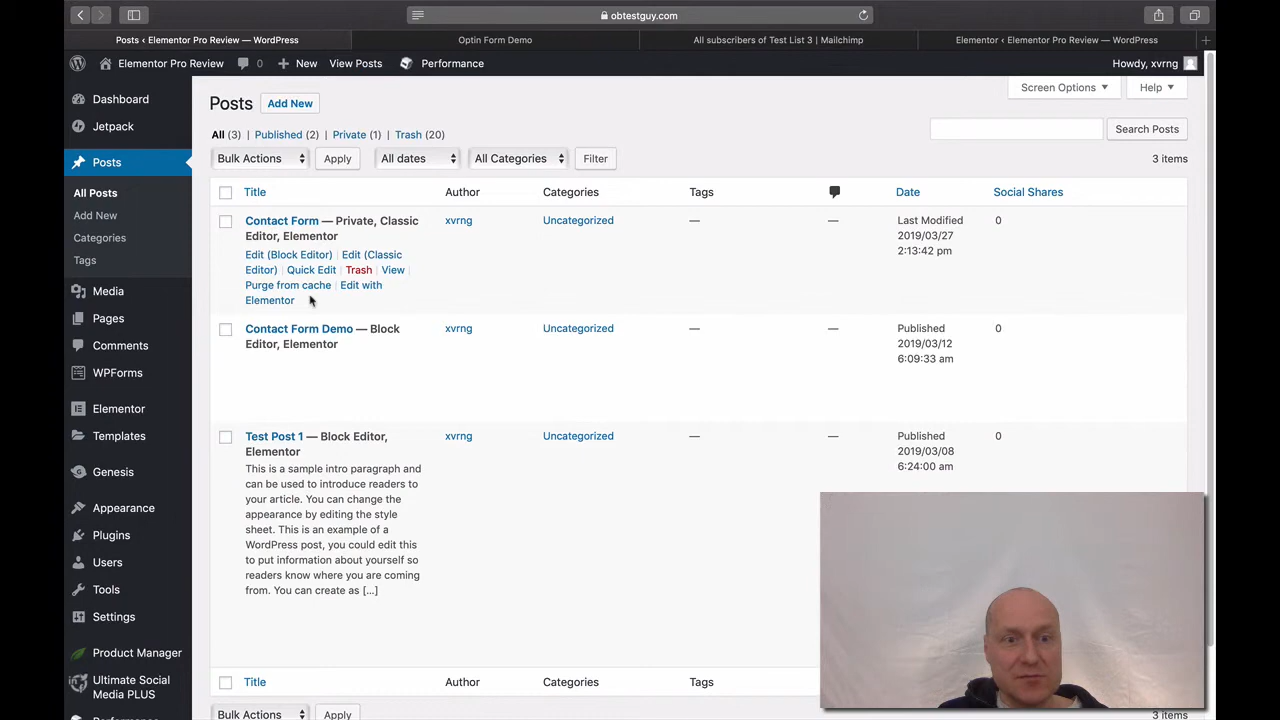 obtestguy.com
Posts ‹ Elementor Pro Review — WordPress
Optin Form Demo
All subscribers of Test List 3 | Mailchimp
Elementor ‹ Elementor Pro Review — WordPress
Elementor Pro Review
0
New
View Posts
Performance
Howdy, xvrng
Dashboard
Jetpack
Posts
All Posts
Add New
Categories
Tags
Media
Pages
Comments
WPForms
Elementor
Templates
Genesis
Appearance
Plugins
Users
Tools
Settings
Product Manager
Ultimate Social
Media PLUS
Posts
Add New
Screen Options
Help
All (3) | Published (2) | Private (1) | Trash (20)
Search Posts
Bulk Actions
Apply
All dates
All Categories
Filter
3 items
Title
Author
Categories
Tags
Date
Social Shares
Contact Form — Private, Classic
Editor, Elementor
Edit (Block Editor) | Edit (Classic
Editor) | Quick Edit | Trash | View |
Purge from cache | Edit with
Elementor
xvrng
Uncategorized
—
—
Last Modified
2019/03/27
2:13:42 pm
0
Contact Form Demo — Block
Editor, Elementor
xvrng
Uncategorized
—
—
Published
2019/03/12
6:09:33 am
0
Test Post 1 — Block Editor,
Elementor
This is a sample intro paragraph and
can be used to introduce readers to
your article. You can change the
appearance by editing the style
sheet. This is an example of a
WordPress post, you could edit this
to put information about yourself so
readers know where you are coming
from. You can create as […]
xvrng
Uncategorized
—
—
Published
2019/03/08
6:24:00 am
0
Title
Author
Categories
Tags
Bulk Actions
Apply
3 items